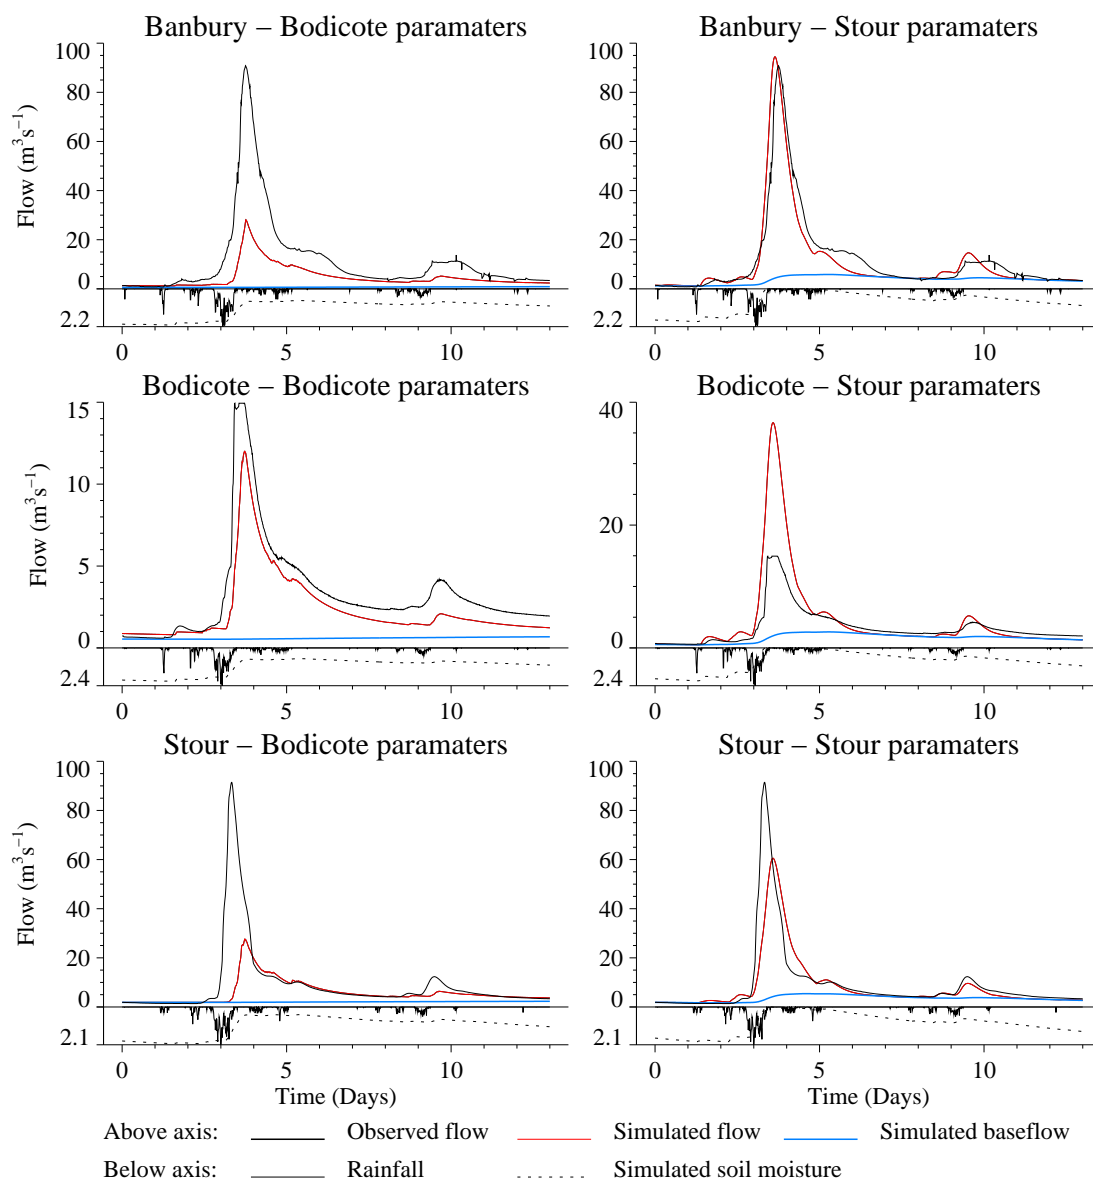 Banbury – Bodicote paramaters
Banbury – Stour paramaters
100
80
60
40
20
0
2.2
Flow (m³s⁻¹)
0 5 10
100
80
60
40
20
0
2.2
0 5 10
Bodicote – Bodicote paramaters
Bodicote – Stour paramaters
15
10
5
0
2.4
Flow (m³s⁻¹)
0 5 10
40
20
0
2.4
0 5 10
Stour – Bodicote paramaters
Stour – Stour paramaters
100
80
60
40
20
0
2.1
Flow (m³s⁻¹)
0 5 10
Time (Days)
100
80
60
40
20
0
2.1
0 5 10
Time (Days)
Above axis: Observed flow Simulated flow Simulated baseflow
Below axis: Rainfall Simulated soil moisture